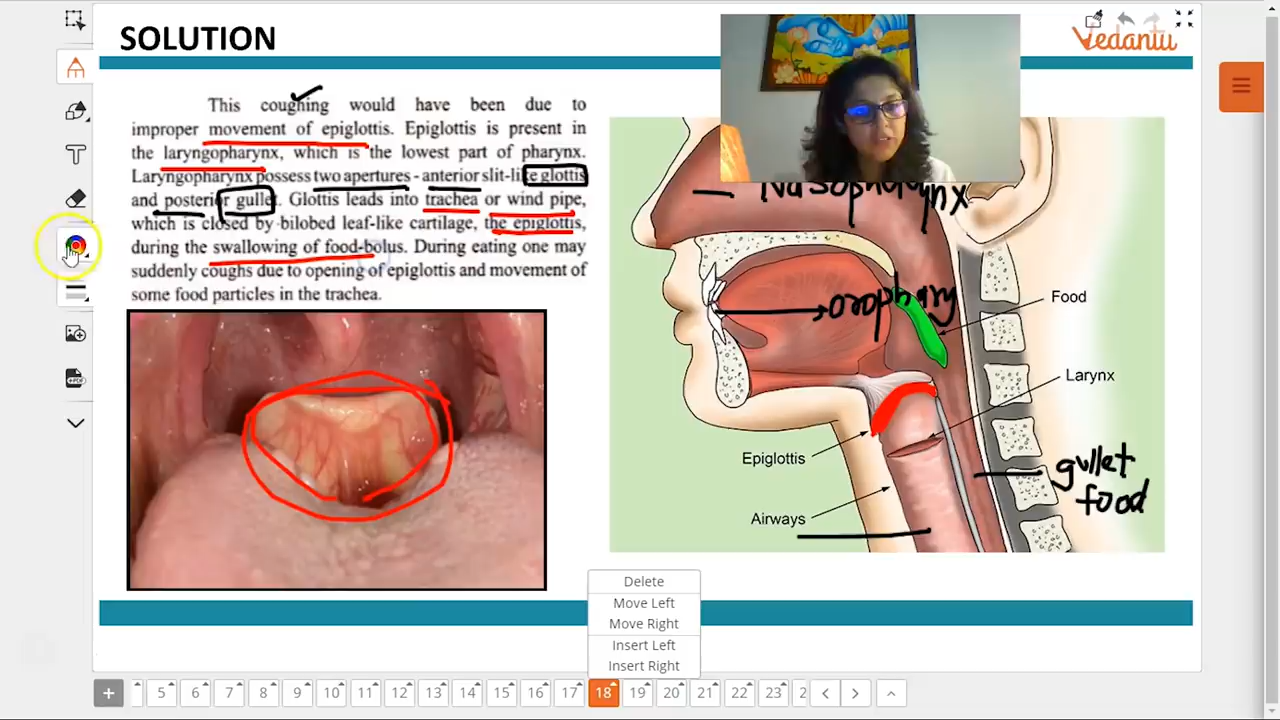 SOLUTION
Vedantu
This coughing would have been due to
improper movement of epiglottis. Epiglottis is present in
the laryngopharynx, which is the lowest part of pharynx.
Laryngopharynx possess two apertures - anterior slit-like glottis
and posterior gullet. Glottis leads into trachea or wind pipe,
which is closed by bilobed leaf-like cartilage, the epiglottis,
during the swallowing of food-bolus. During eating one may
suddenly coughs due to opening of epiglottis and movement of
some food particles in the trachea.
Nasopharynx
orophary
Food
Larynx
Epiglottis
gullet
food
Airways
Delete
Move Left
Move Right
Insert Left
Insert Right
5 6 7 8 9 10 11 12 13 14 15 16 17 18 19 20 21 22 23 2